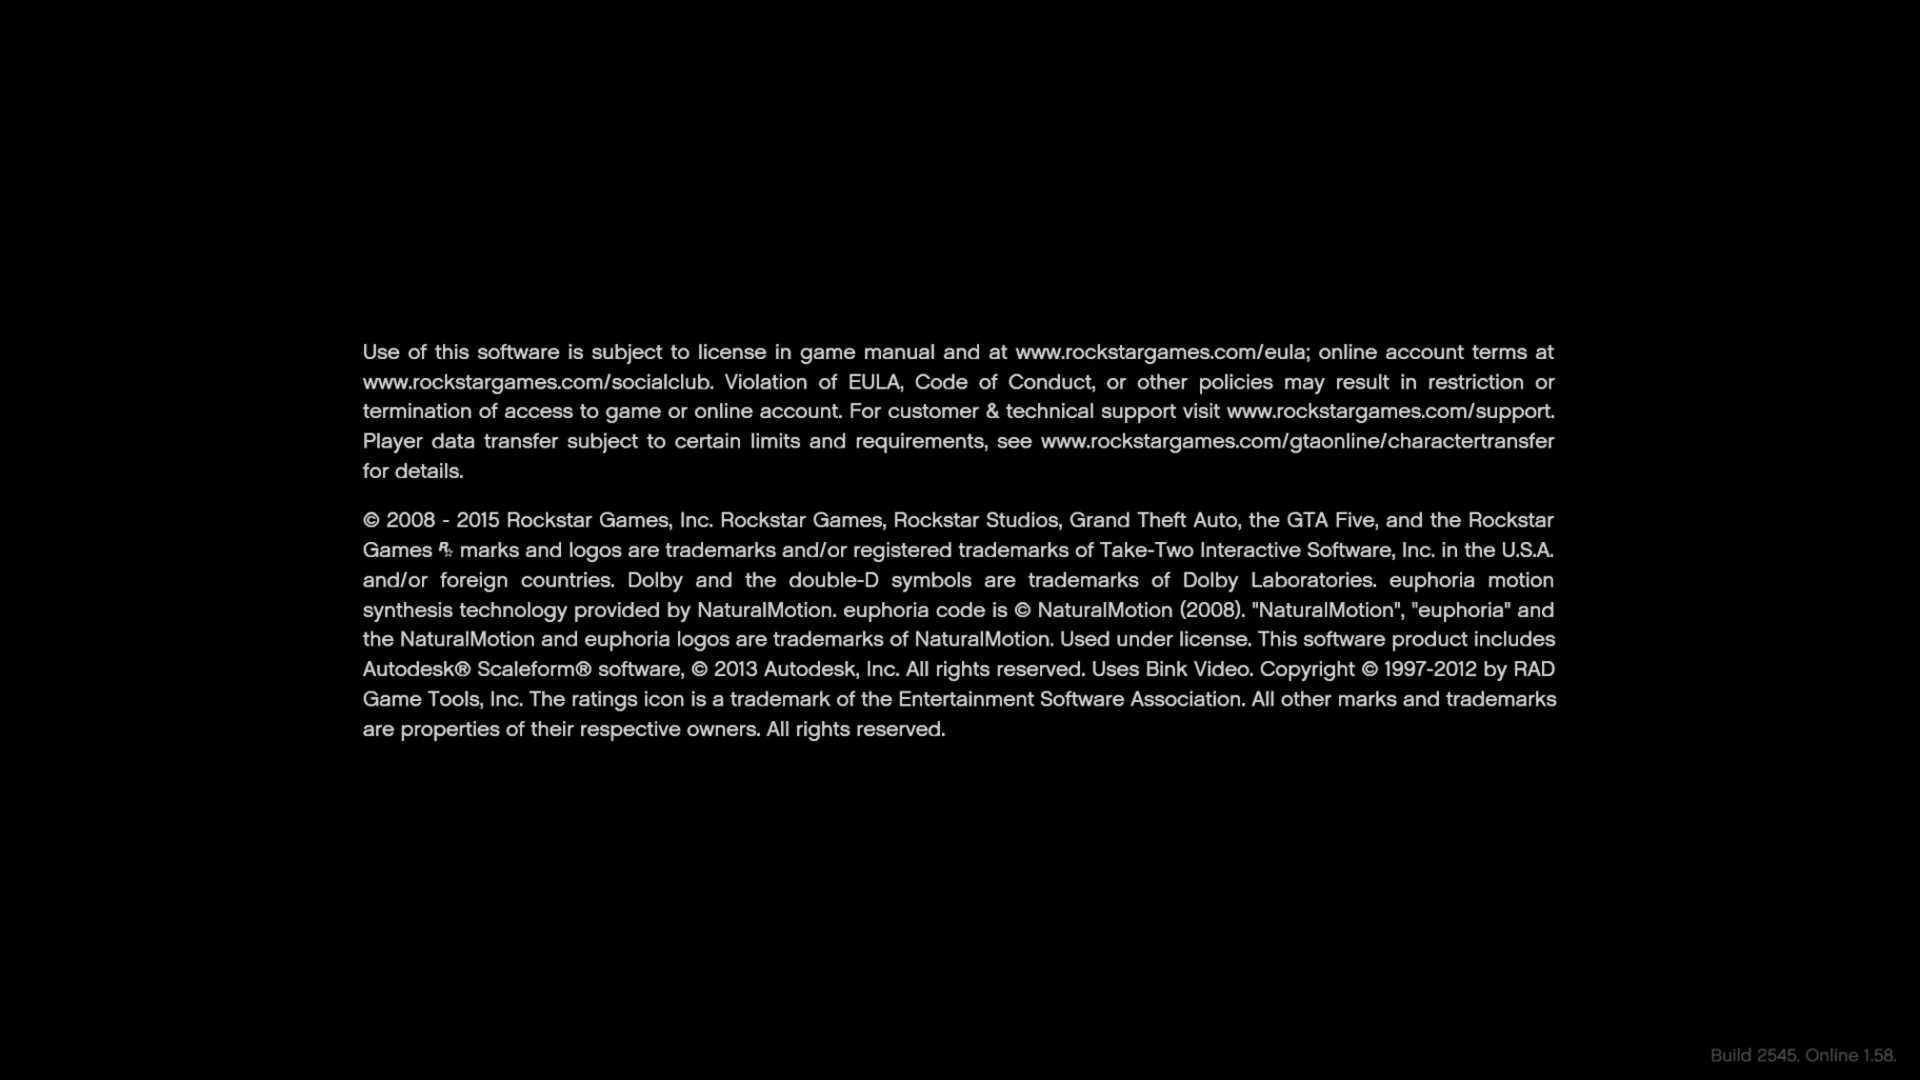 Use of this software is subject to license in game manual and at www.rockstargames.com/eula; online account terms at
www.rockstargames.com/socialclub. Violation of EULA, Code of Conduct, or other policies may result in restriction or
termination of access to game or online account. For customer & technical support visit www.rockstargames.com/support.
Player data transfer subject to certain limits and requirements, see www.rockstargames.com/gtaonline/charactertransfer
for details.
© 2008 - 2015 Rockstar Games, Inc. Rockstar Games, Rockstar Studios, Grand Theft Auto, the GTA Five, and the Rockstar
Games R* marks and logos are trademarks and/or registered trademarks of Take-Two Interactive Software, Inc. in the U.S.A.
and/or foreign countries. Dolby and the double-D symbols are trademarks of Dolby Laboratories. euphoria motion
synthesis technology provided by NaturalMotion. euphoria code is © NaturalMotion (2008). "NaturalMotion", "euphoria" and
the NaturalMotion and euphoria logos are trademarks of NaturalMotion. Used under license. This software product includes
Autodesk® Scaleform® software, © 2013 Autodesk, Inc. All rights reserved. Uses Bink Video. Copyright © 1997-2012 by RAD
Game Tools, Inc. The ratings icon is a trademark of the Entertainment Software Association. All other marks and trademarks
are properties of their respective owners. All rights reserved.
Build 2545. Online 1.58.